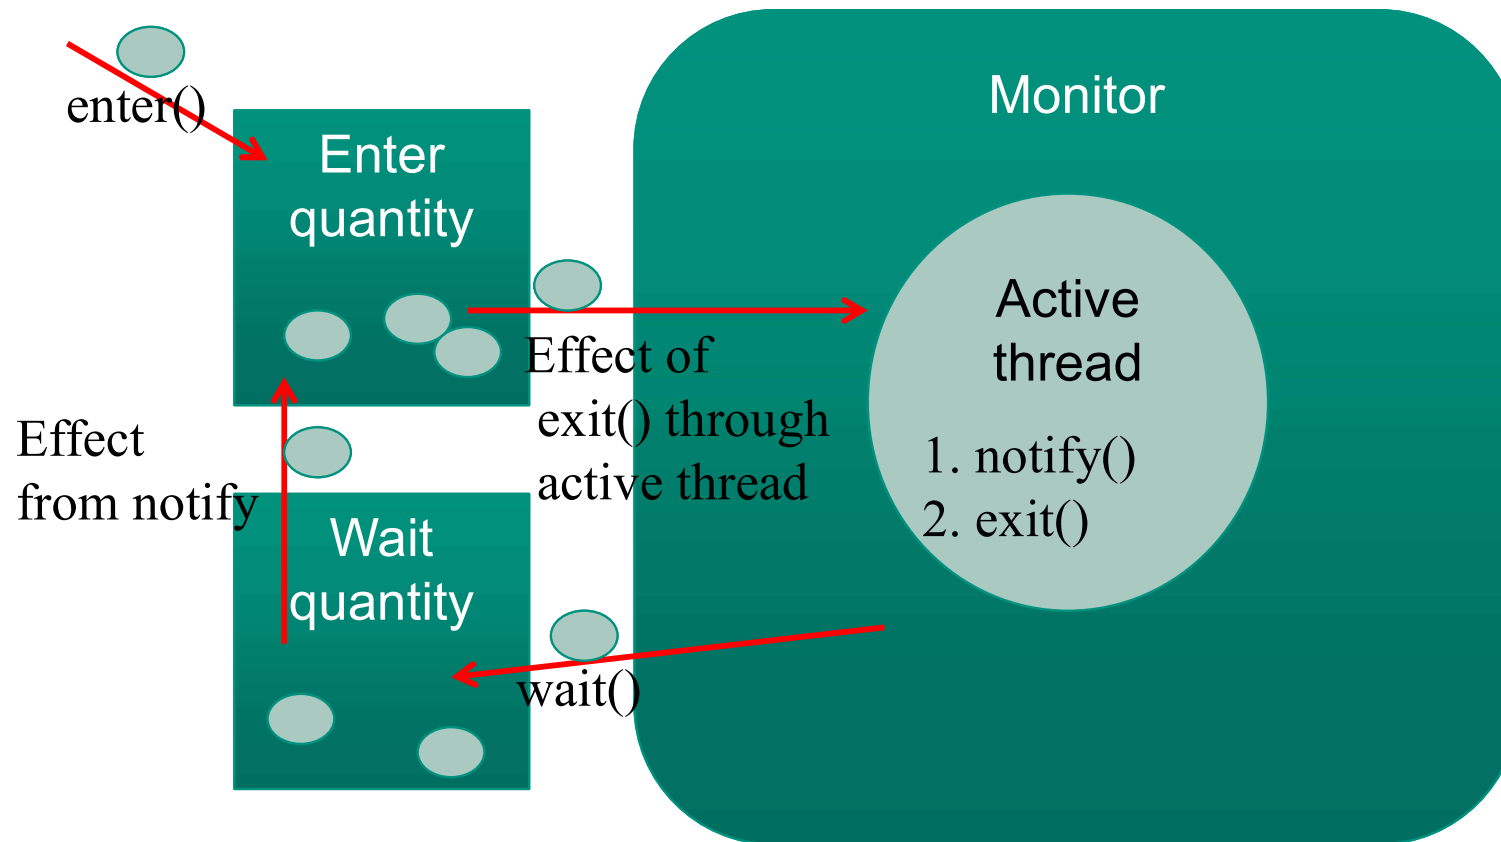 enter()
Enter
quantity
Effect of
exit() through
active thread
Effect
from notify
Wait
quantity
wait()
Monitor
Active
thread
1. notify()
2. exit()